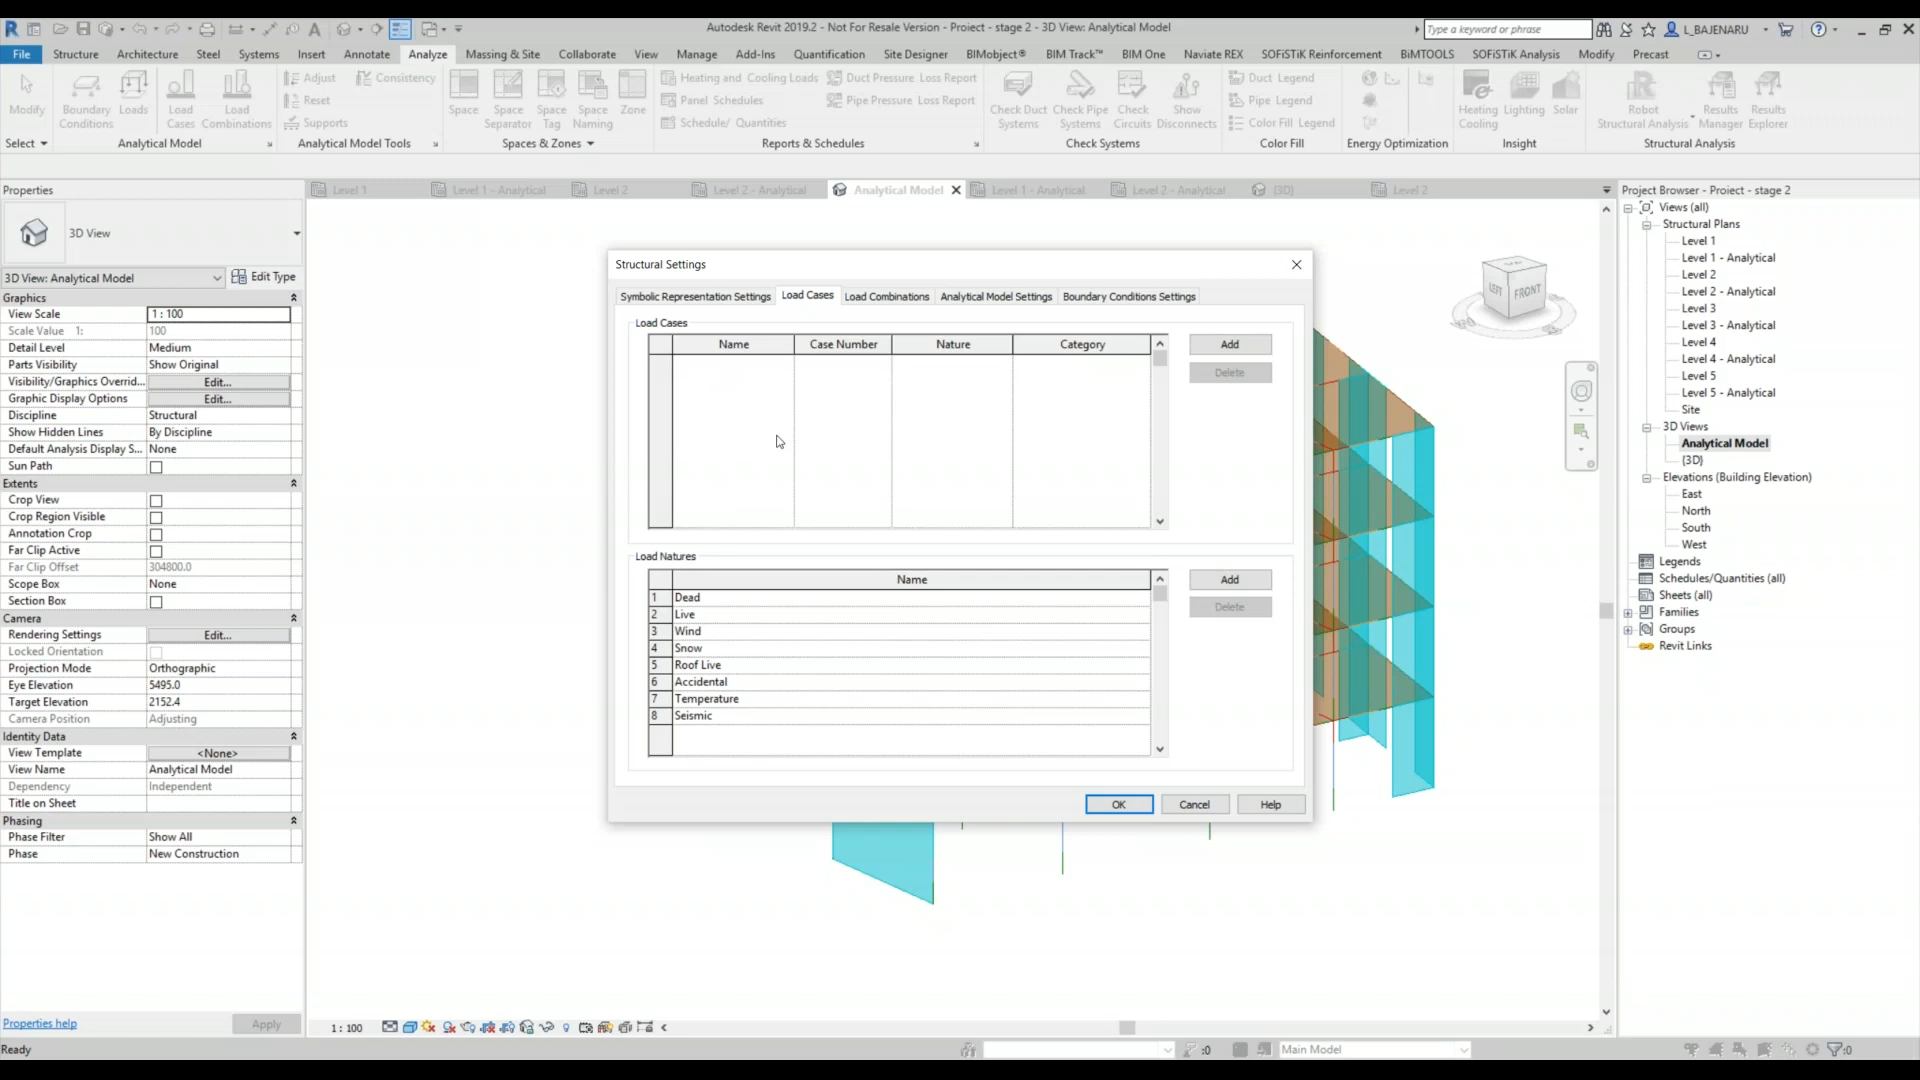 Autodesk Revit 2019.2 - Not For Resale Version - Project - stage 2 - 3D View: Analytical Model
Type a keyword or phrase
L_BAJENARU
File Structure Architecture Steel Systems Insert Annotate Analyze Massing & Site Collaborate View Manage Add-Ins Quantification Site Designer BIMobject® BIM Track™ BIM One Naviate REX SOFiSTiK Reinforcement BiMTOOLS SOFiSTiK Analysis Modify Precast
Modify
Boundary Conditions
Loads
Load Cases
Load Combinations
Adjust
Reset
Supports
Consistency
Space
Space Separator
Space Tag
Space Naming
Zone
Heating and Cooling Loads
Panel Schedules
Schedule/ Quantities
Duct Pressure Loss Report
Pipe Pressure Loss Report
Check Duct Systems
Check Pipe Systems
Check Circuits
Show Disconnects
Duct Legend
Pipe Legend
Color Fill Legend
Heating Cooling
Lighting
Solar
Robot Structural Analysis
Results Manager
Results Explorer
Select Analytical Model Analytical Model Tools Spaces & Zones Reports & Schedules Check Systems Color Fill Energy Optimization Insight Structural Analysis
Level 1 Level 1 - Analytical Level 2 Level 2 - Analytical Analytical Model Level 1 - Analytical Level 2 - Analytical {3D} Level 2
Properties
3D View
3D View: Analytical Model Edit Type
Graphics
View Scale 1 : 100
Scale Value 1: 100
Detail Level Medium
Parts Visibility Show Original
Visibility/Graphics Overrid... Edit...
Graphic Display Options Edit...
Discipline Structural
Show Hidden Lines By Discipline
Default Analysis Display S... None
Sun Path
Extents
Crop View
Crop Region Visible
Annotation Crop
Far Clip Active
Far Clip Offset 304800.0
Scope Box None
Section Box
Camera
Rendering Settings Edit...
Locked Orientation
Projection Mode Orthographic
Eye Elevation 5495.0
Target Elevation 2152.4
Camera Position Adjusting
Identity Data
View Template <None>
View Name Analytical Model
Dependency Independent
Title on Sheet
Phasing
Phase Filter Show All
Phase New Construction
Properties help Apply
Ready
Structural Settings
Symbolic Representation Settings Load Cases Load Combinations Analytical Model Settings Boundary Conditions Settings
Load Cases
Name Case Number Nature Category
Add
Delete
Load Natures
Name
Add
Delete
1 Dead
2 Live
3 Wind
4 Snow
5 Roof Live
6 Accidental
7 Temperature
8 Seismic
OK Cancel Help
LEFT FRONT
Project Browser - Project - stage 2
Views (all)
Structural Plans
Level 1
Level 1 - Analytical
Level 2
Level 2 - Analytical
Level 3
Level 3 - Analytical
Level 4
Level 4 - Analytical
Level 5
Level 5 - Analytical
Site
3D Views
Analytical Model
{3D}
Elevations (Building Elevation)
East
North
South
West
Legends
Schedules/Quantities (all)
Sheets (all)
Families
Groups
Revit Links
1 : 100
:0
Main Model
:0